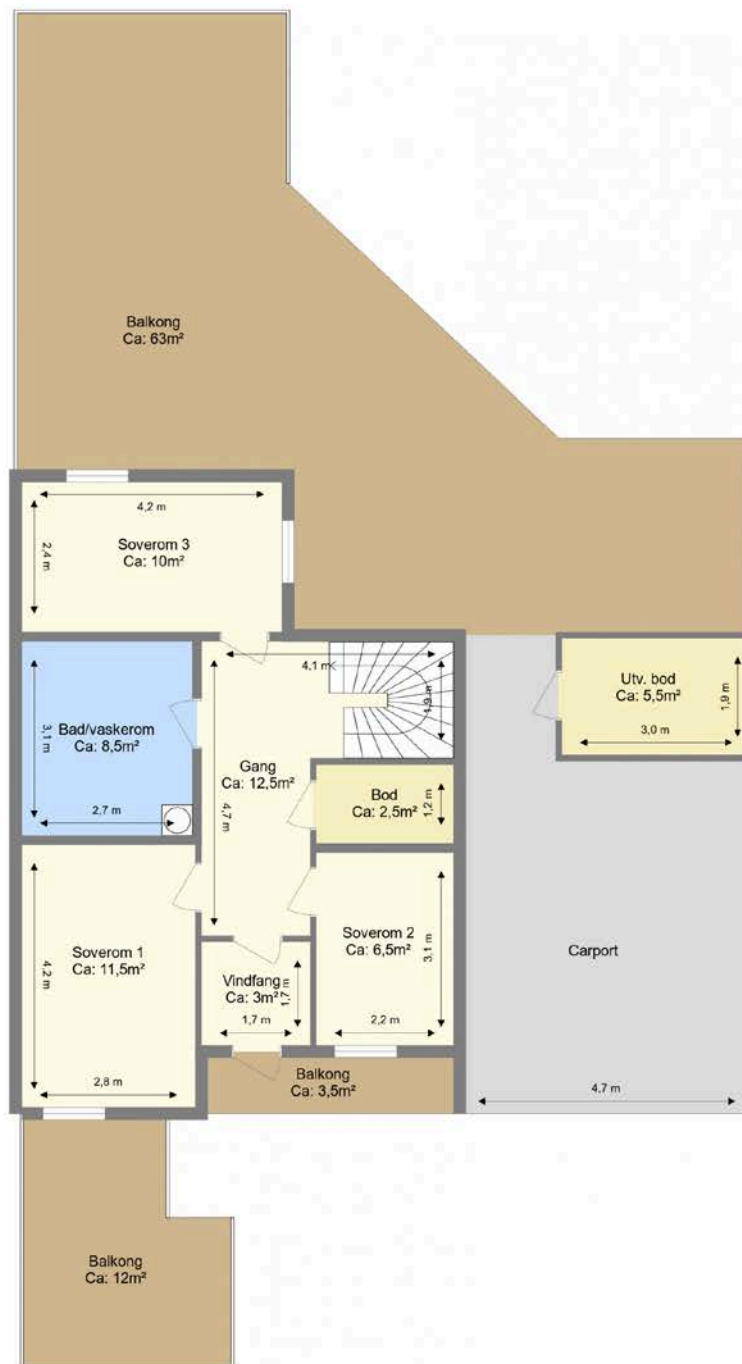 Balkong
Ca: 63m²
4,2 m
2,4 m
Soverom 3
Ca: 10m²
4,1 m
1,9 m
Utv. bod
Ca: 5,5m²
1,9 m
3,0 m
3,1 m
Bad/vaskerom
Ca: 8,5m²
2,7 m
Gang
Ca: 12,5m²
4,7 m
Bod
Ca: 2,5m²
1,2 m
Soverom 1
Ca: 11,5m²
4,2 m
2,8 m
Vindfang
Ca: 3m²
1,7 m
1,7 m
Soverom 2
Ca: 6,5m²
3,1 m
2,2 m
Carport
4,7 m
Balkong
Ca: 3,5m²
Balkong
Ca: 12m²